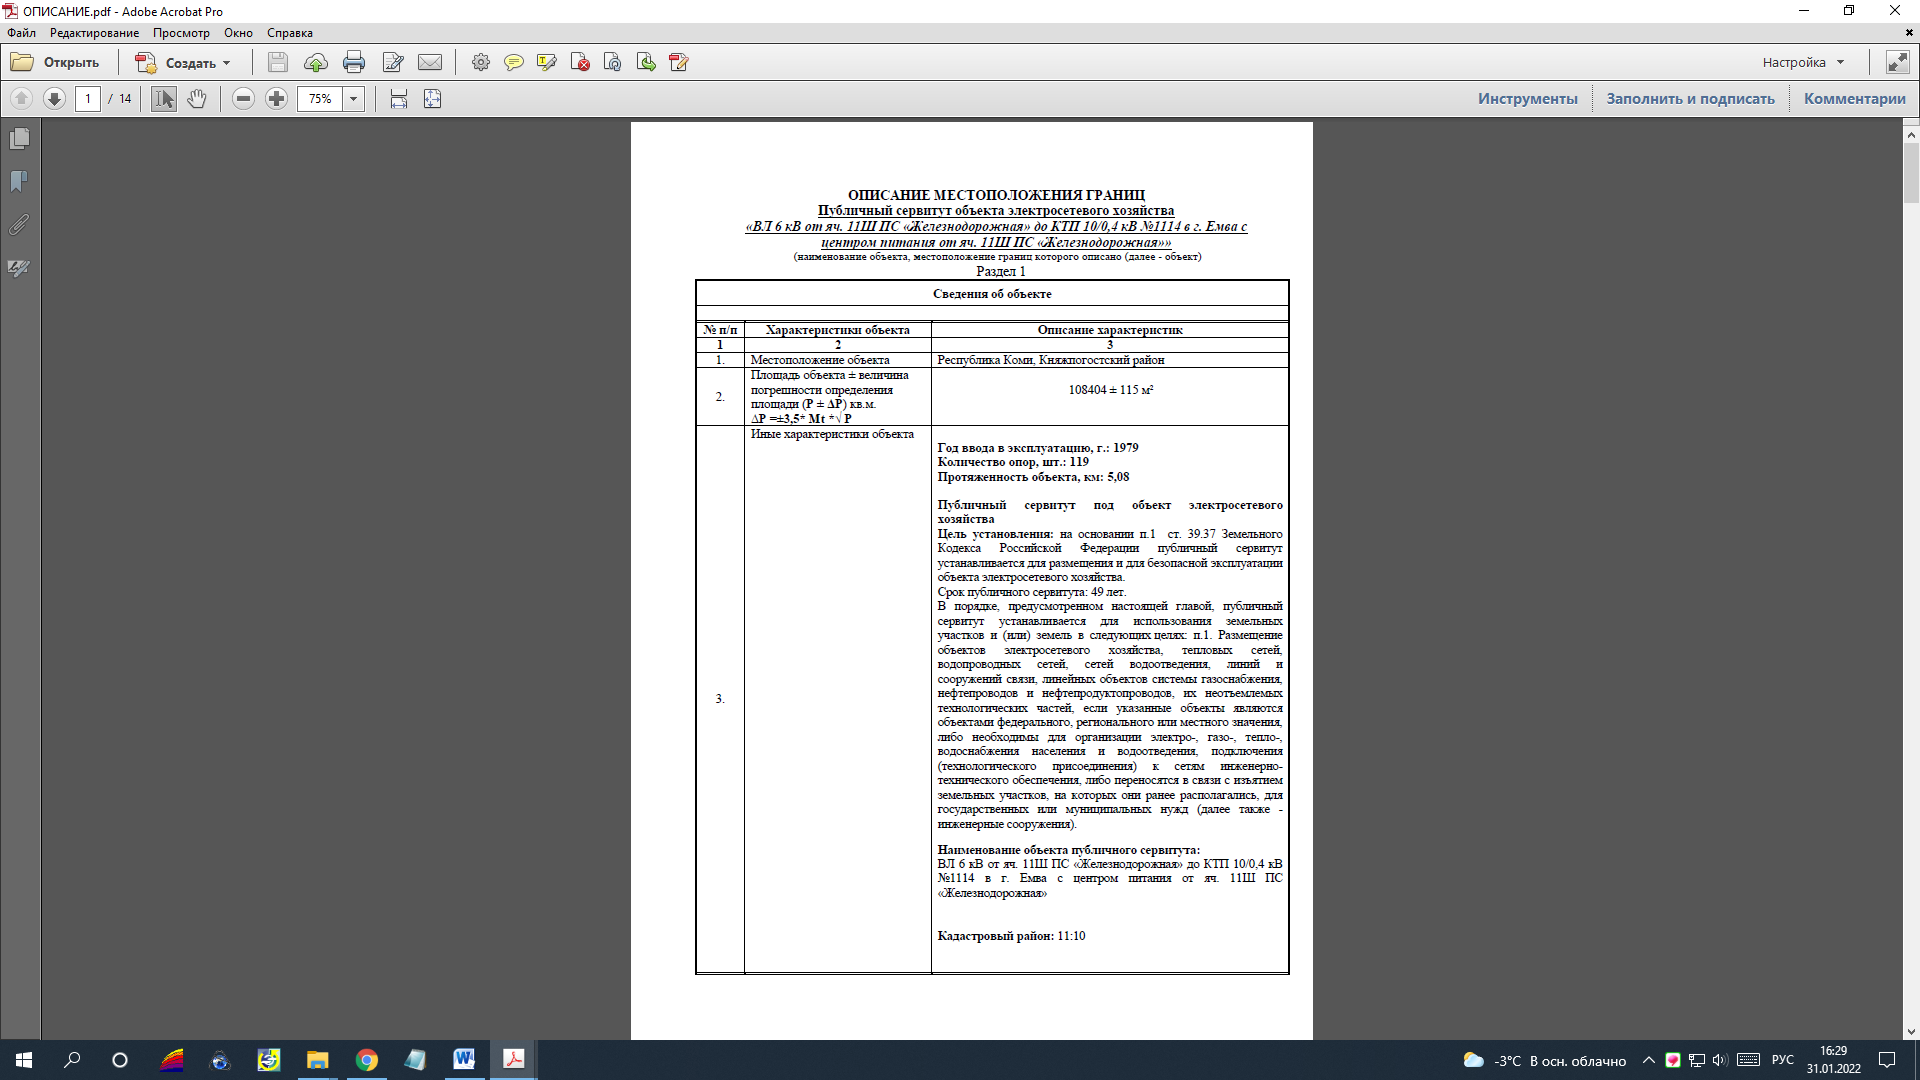 ОПИСАНИЕ.pdf - Adobe Acrobat Pro
Файл Редактирование Просмотр Окно Справка
Открыть Создать Настройка
1 / 14 75% Инструменты Заполнить и подписать Комментарии
ОПИСАНИЕ МЕСТОПОЛОЖЕНИЯ ГРАНИЦ
Публичный сервитут объекта электросетевого хозяйства
«ВЛ 6 кВ от яч. 11Ш ПС «Железнодорожная» до КТП 10/0,4 кВ №1114 в г. Емва с
центром питания от яч. 11Ш ПС «Железнодорожная»»
(наименование объекта, местоположение границ которого описано (далее - объект)
Раздел 1
Сведения об объекте
№ п/п Характеристики объекта Описание характеристик
1 2 3
1. Местоположение объекта Республика Коми, Княжпогостский район
2. Площадь объекта ± величина
погрешности определения
площади (P ± ΔP) кв.м.
ΔP =±3,5* Mt *√ P
108404 ± 115 м²
3. Иные характеристики объекта
Год ввода в эксплуатацию, г.: 1979
Количество опор, шт.: 119
Протяженность объекта, км: 5,08
Публичный сервитут под объект электросетевого
хозяйства
Цель установления: на основании п.1 ст. 39.37 Земельного
Кодекса Российской Федерации публичный сервитут
устанавливается для размещения и для безопасной эксплуатации
объекта электросетевого хозяйства.
Срок публичного сервитута: 49 лет.
В порядке, предусмотренном настоящей главой, публичный
сервитут устанавливается для использования земельных
участков и (или) земель в следующих целях: п.1. Размещение
объектов электросетевого хозяйства, тепловых сетей,
водопроводных сетей, сетей водоотведения, линий и
сооружений связи, линейных объектов системы газоснабжения,
нефтепроводов и нефтепродуктопроводов, их неотъемлемых
технологических частей, если указанные объекты являются
объектами федерального, регионального или местного значения,
либо необходимы для организации электро-, газо-, тепло-,
водоснабжения населения и водоотведения, подключения
(технологического присоединения) к сетям инженерно-
технического обеспечения, либо переносятся в связи с изъятием
земельных участков, на которых они ранее располагались, для
государственных или муниципальных нужд (далее также -
инженерные сооружения).
Наименование объекта публичного сервитута:
ВЛ 6 кВ от яч. 11Ш ПС «Железнодорожная» до КТП 10/0,4 кВ
№1114 в г. Емва с центром питания от яч. 11Ш ПС
«Железнодорожная»
Кадастровый район: 11:10
-3°C В осн. облачно РУС 16:29
31.01.2022